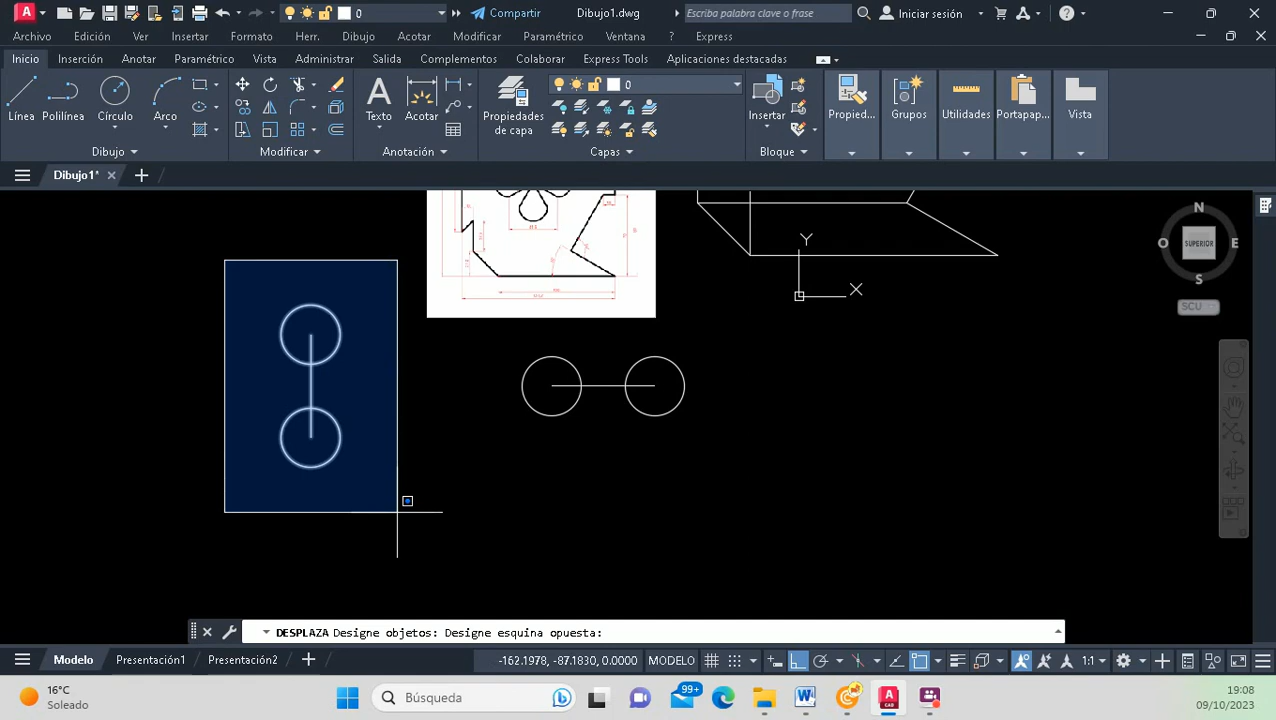 A CAD
0
Compartir
Dibujo1.dwg
Escriba palabra clave o frase
Iniciar sesión
?
Archivo Edición Ver Insertar Formato Herr. Dibujo Acotar Modificar Paramétrico Ventana ? Express
Inicio Inserción Anotar Paramétrico Vista Administrar Salida Complementos Colaborar Express Tools Aplicaciones destacadas
0
Línea Polilínea Círculo Arco
A
Texto Acotar
Propiedades
de capa
Insertar
Propied... Grupos Utilidades Portapap... Vista
Dibujo Modificar Anotación Capas Bloque
Dibujo1*
N
O SUPERIOR E
S
SCU
Y
X
DESPLAZA Designe objetos: Designe esquina opuesta:
Modelo Presentación1 Presentación2
-162.1978, -87.1830, 0.0000 MODELO
1:1
16°C
Soleado
Búsqueda
99+
W
A CAD
19:08
09/10/2023